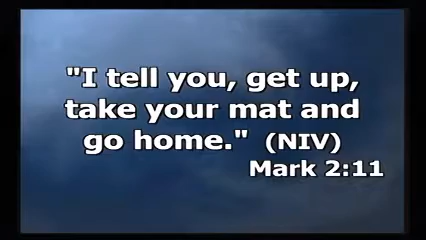 "I tell you, get up,
take your mat and
go home." (NIV)
Mark 2:11